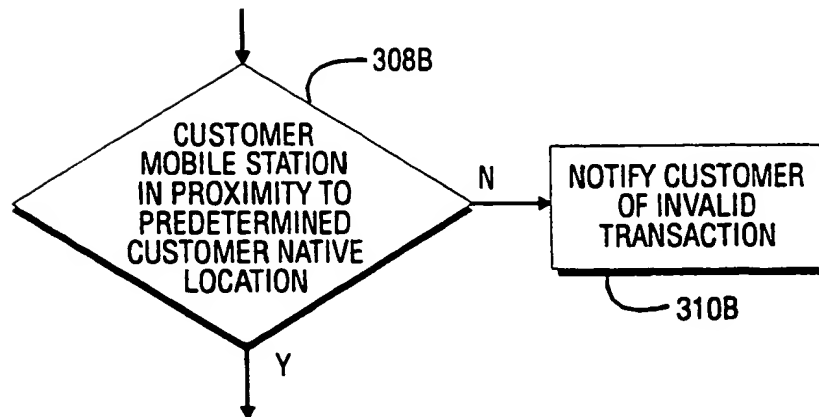 308B
CUSTOMER
MOBILE STATION
IN PROXIMITY TO
PREDETERMINED
CUSTOMER NATIVE
LOCATION
N
NOTIFY CUSTOMER
OF INVALID
TRANSACTION
310B
Y